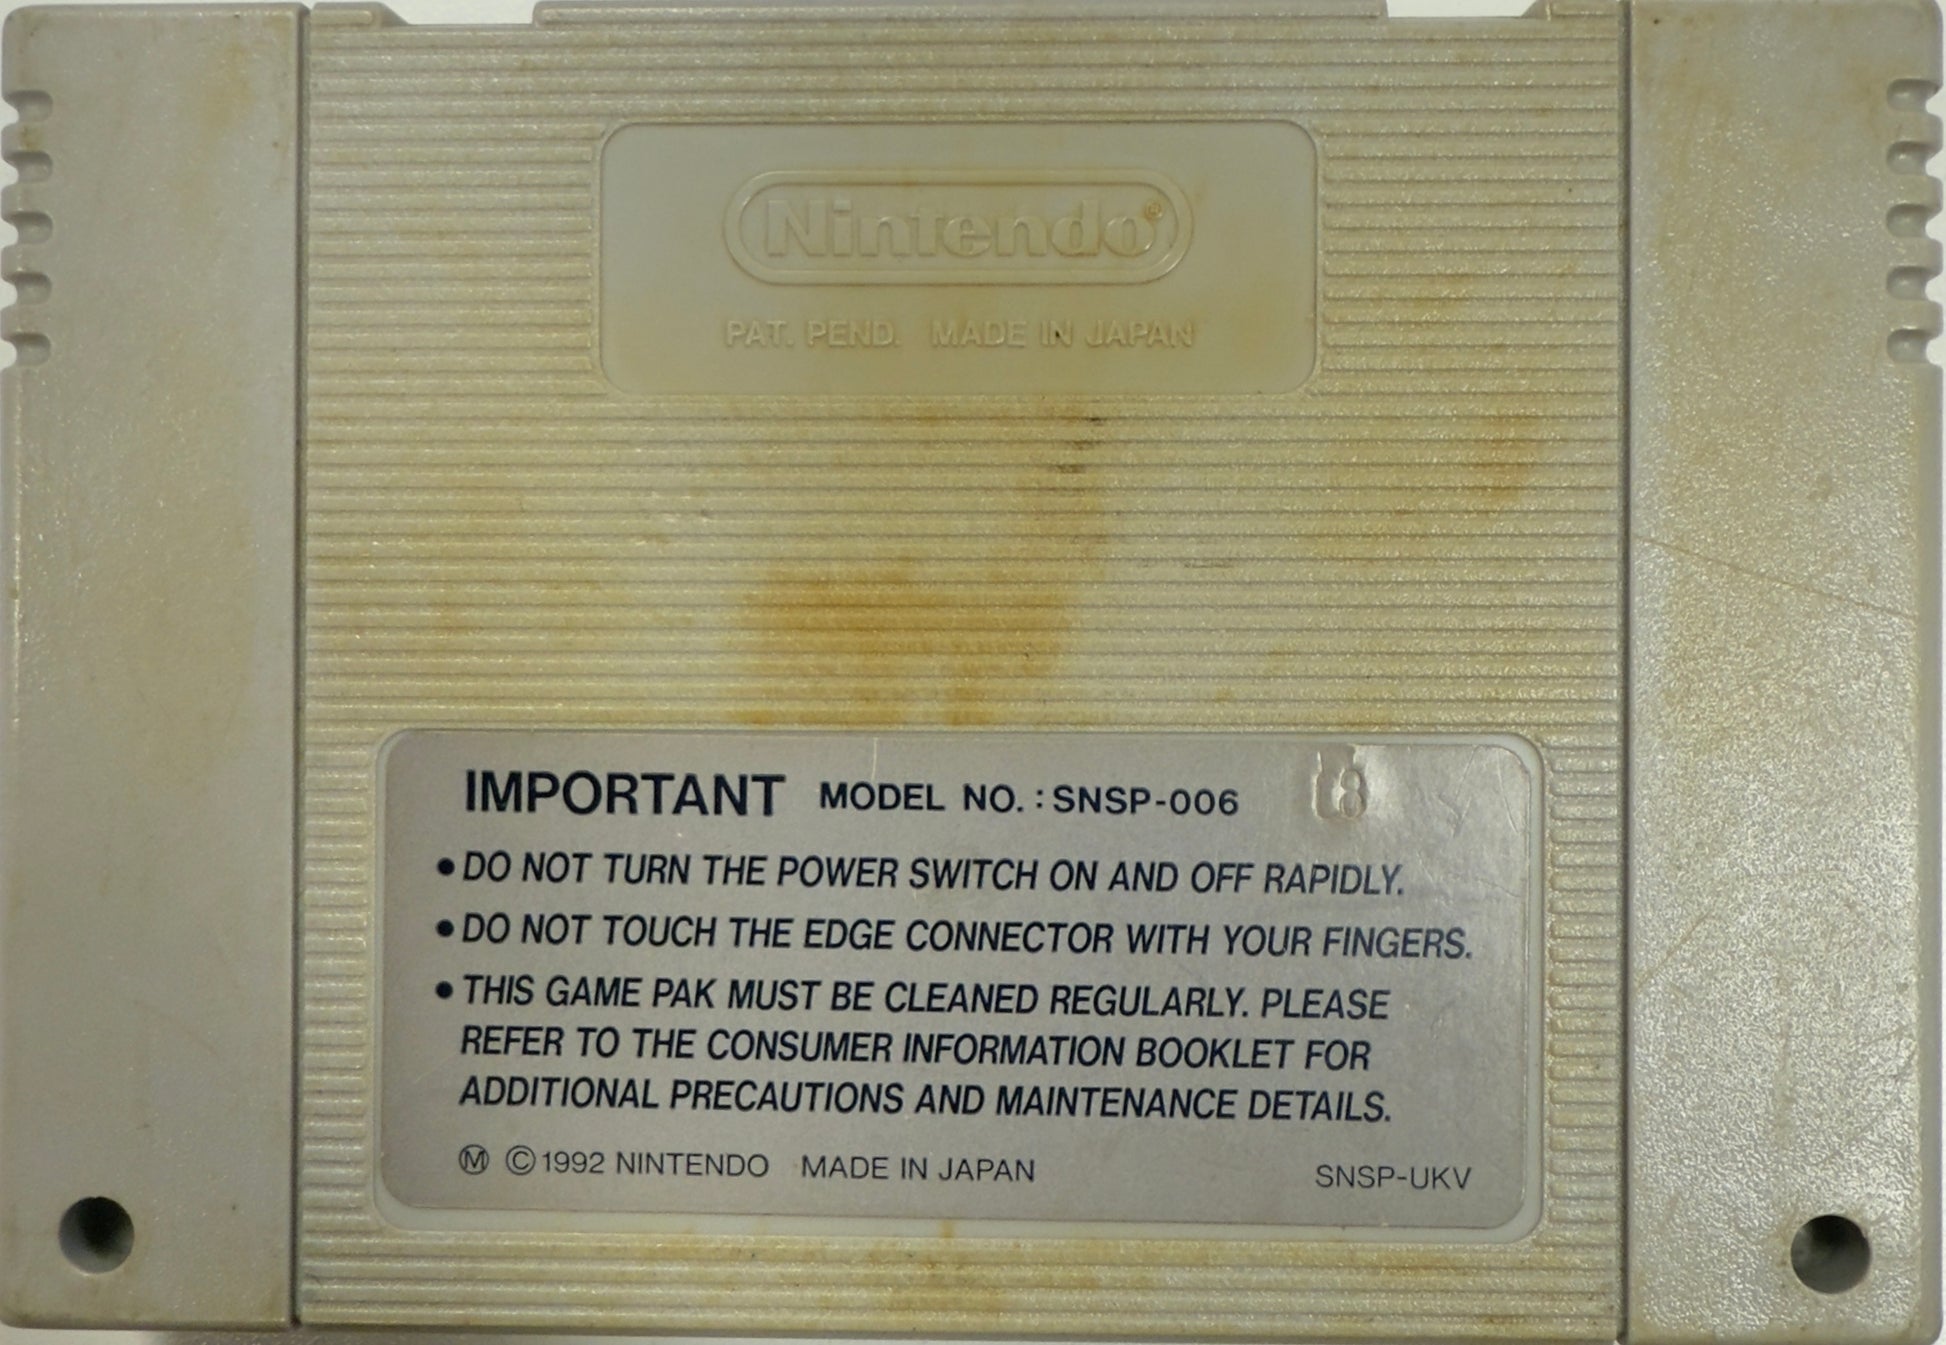 Nintendo®
PAT. PEND. MADE IN JAPAN
IMPORTANT MODEL NO. : SNSP-006
• DO NOT TURN THE POWER SWITCH ON AND OFF RAPIDLY.
• DO NOT TOUCH THE EDGE CONNECTOR WITH YOUR FINGERS.
• THIS GAME PAK MUST BE CLEANED REGULARLY. PLEASE
REFER TO THE CONSUMER INFORMATION BOOKLET FOR
ADDITIONAL PRECAUTIONS AND MAINTENANCE DETAILS.
Ⓜ ©1992 NINTENDO MADE IN JAPAN SNSP-UKV